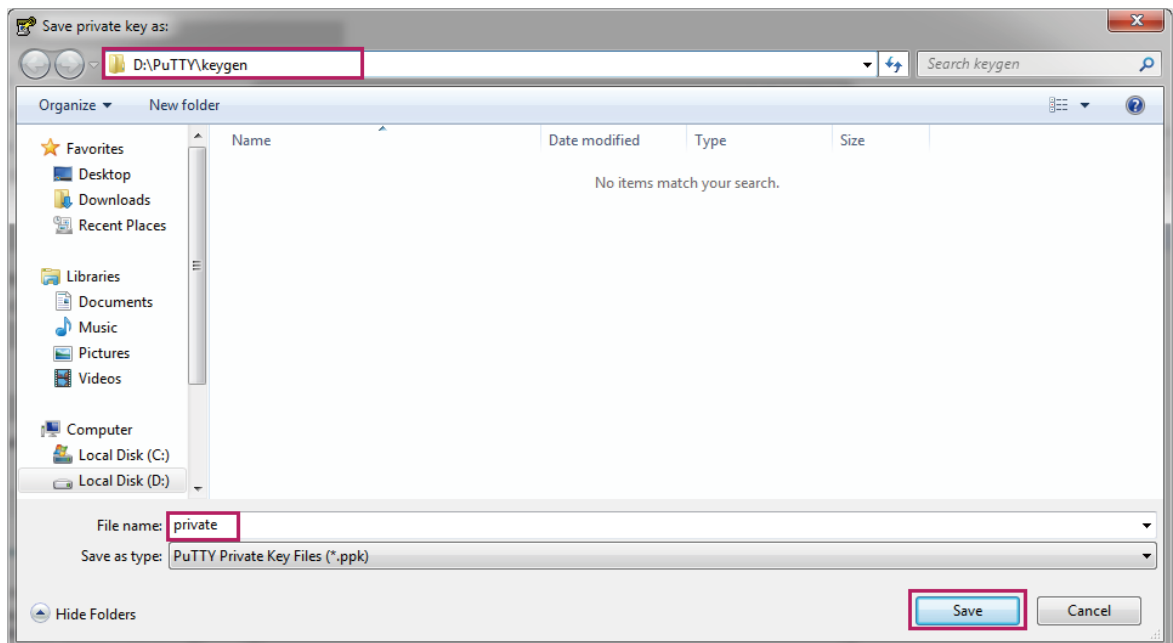 Save private key as:
D:\PuTTY\keygen
Search keygen
Organize
New folder
Name
Date modified
Type
Size
No items match your search.
Favorites
Desktop
Downloads
Recent Places
Libraries
Documents
Music
Pictures
Videos
Computer
Local Disk (C:)
Local Disk (D:)
File name: private
Save as type: PuTTY Private Key Files (*.ppk)
Hide Folders
Save
Cancel